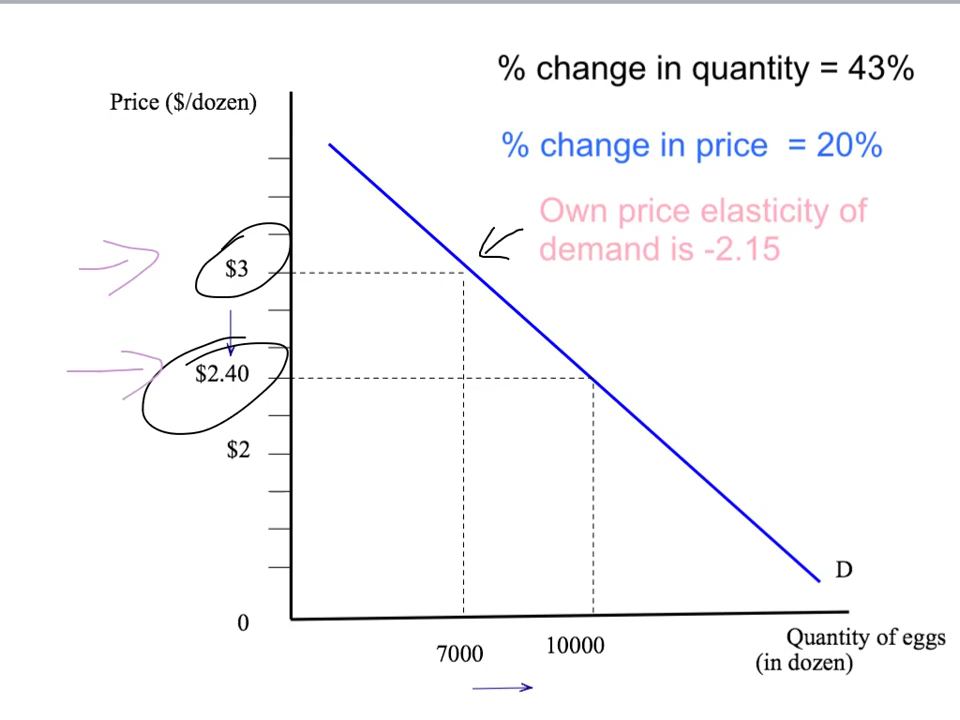 % change in quantity = 43%
Price ($/dozen)
% change in price = 20%
Own price elasticity of
demand is -2.15
$3
$2.40
$2
D
0
7000
10000
Quantity of eggs
(in dozen)